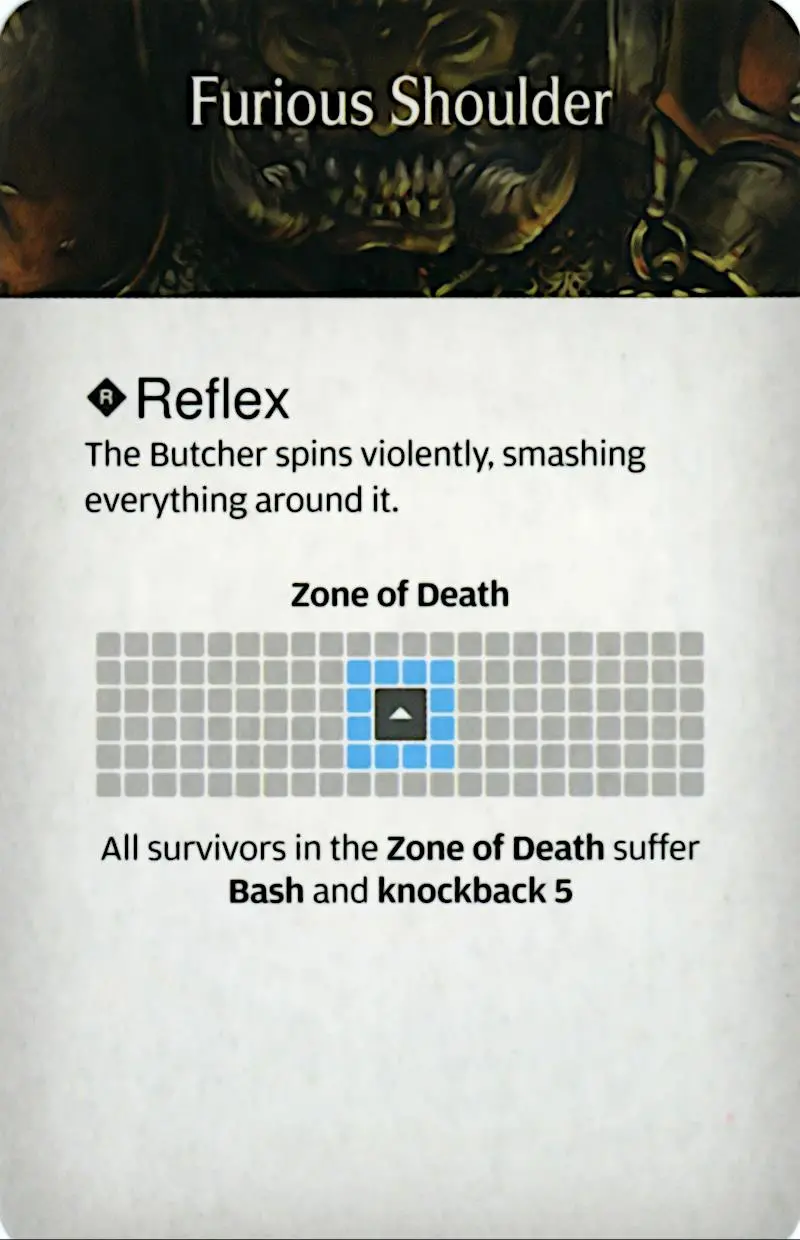 Furious Shoulder
R Reflex
The Butcher spins violently, smashing
everything around it.
Zone of Death
All survivors in the Zone of Death suffer
Bash and knockback 5